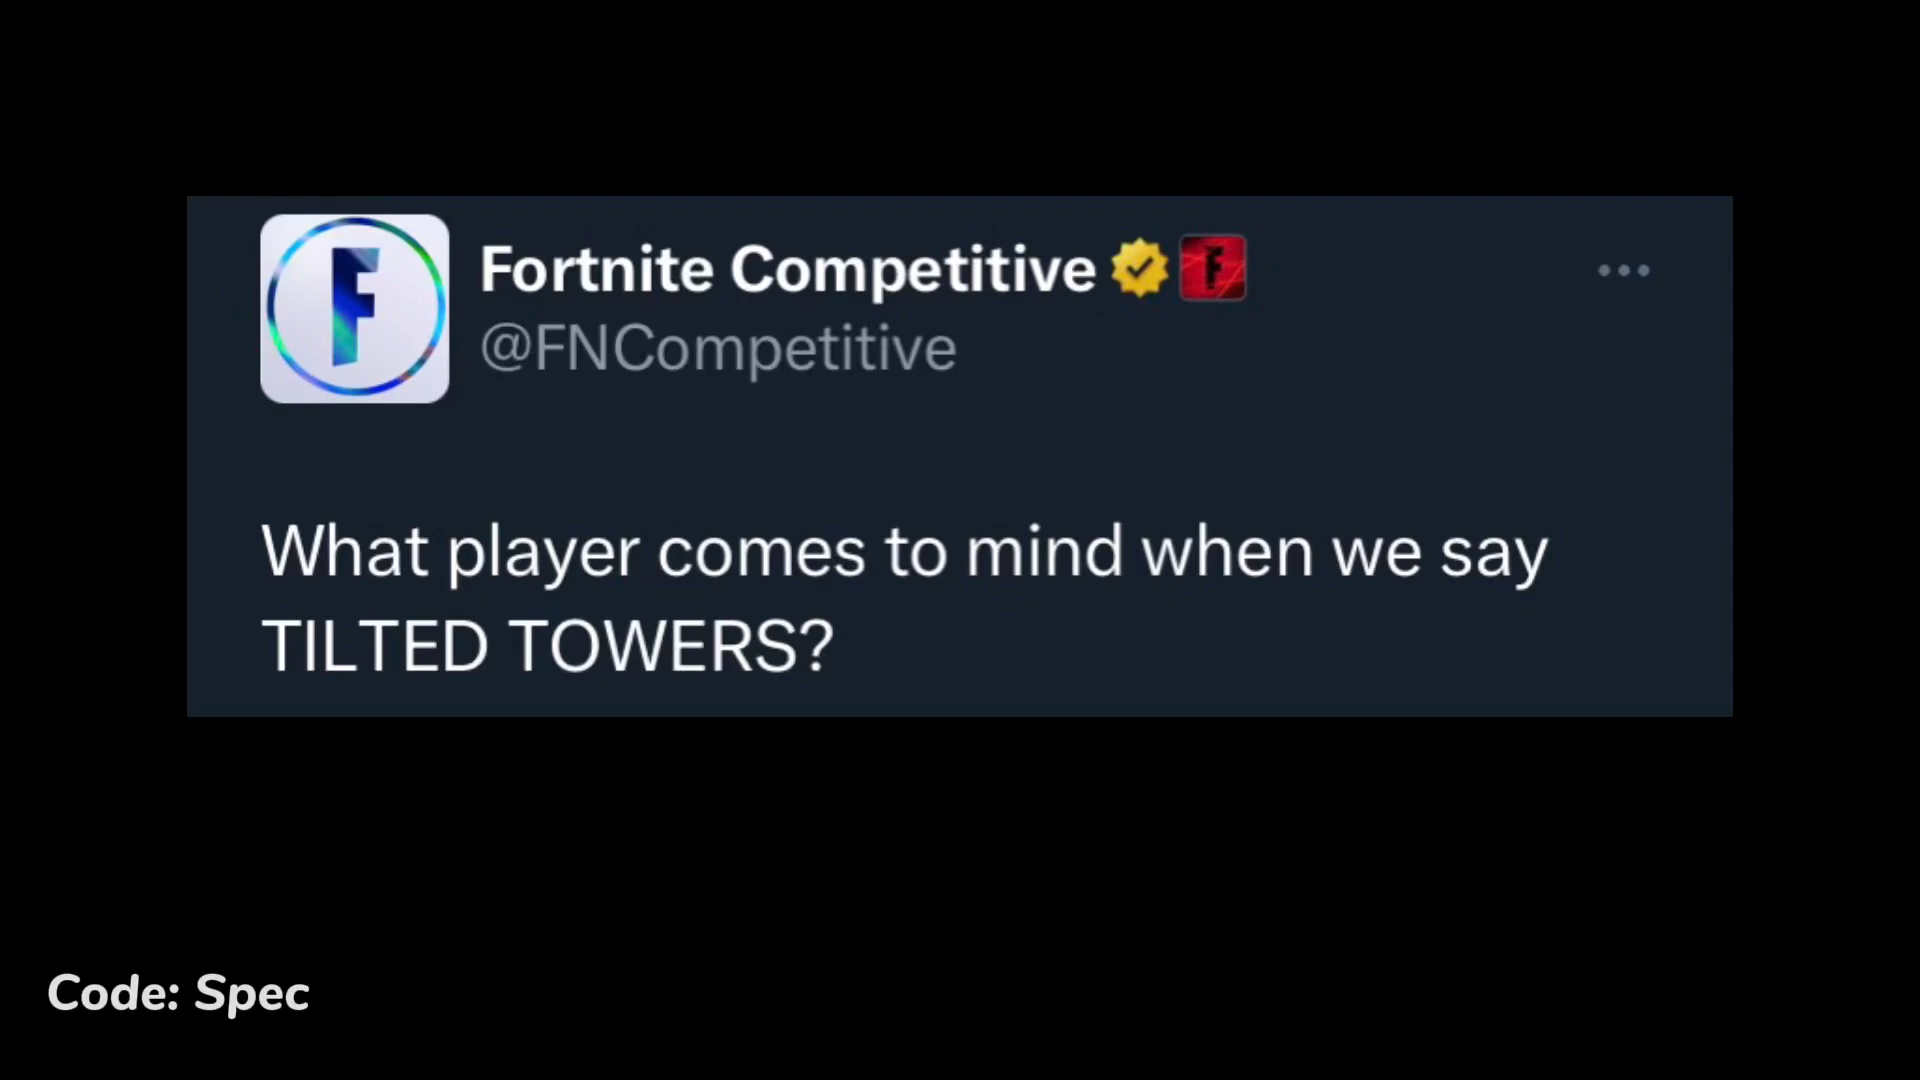 Fortnite Competitive
@FNCompetitive
What player comes to mind when we say
TILTED TOWERS?
Code: Spec